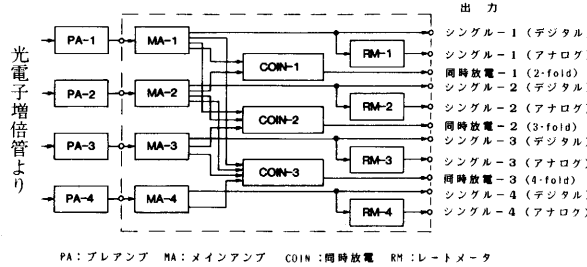 出 力
光電子増倍管より
PA-1
MA-1
シングル-1 (デジタル)
COIN-1
RM-1
シングル-1 (アナログ)
同時放電-1 (2-fold)
PA-2
MA-2
シングル-2 (デジタル)
RM-2
シングル-2 (アナログ)
COIN-2
同時放電-2 (3-fold)
PA-3
MA-3
シングル-3 (デジタル)
RM-3
シングル-3 (アナログ)
COIN-3
同時放電-3 (4-fold)
PA-4
MA-4
シングル-4 (デジタル)
RM-4
シングル-4 (アナログ)
PA:プレアンプ MA:メインアンプ COIN:同時放電 RM:レートメータ